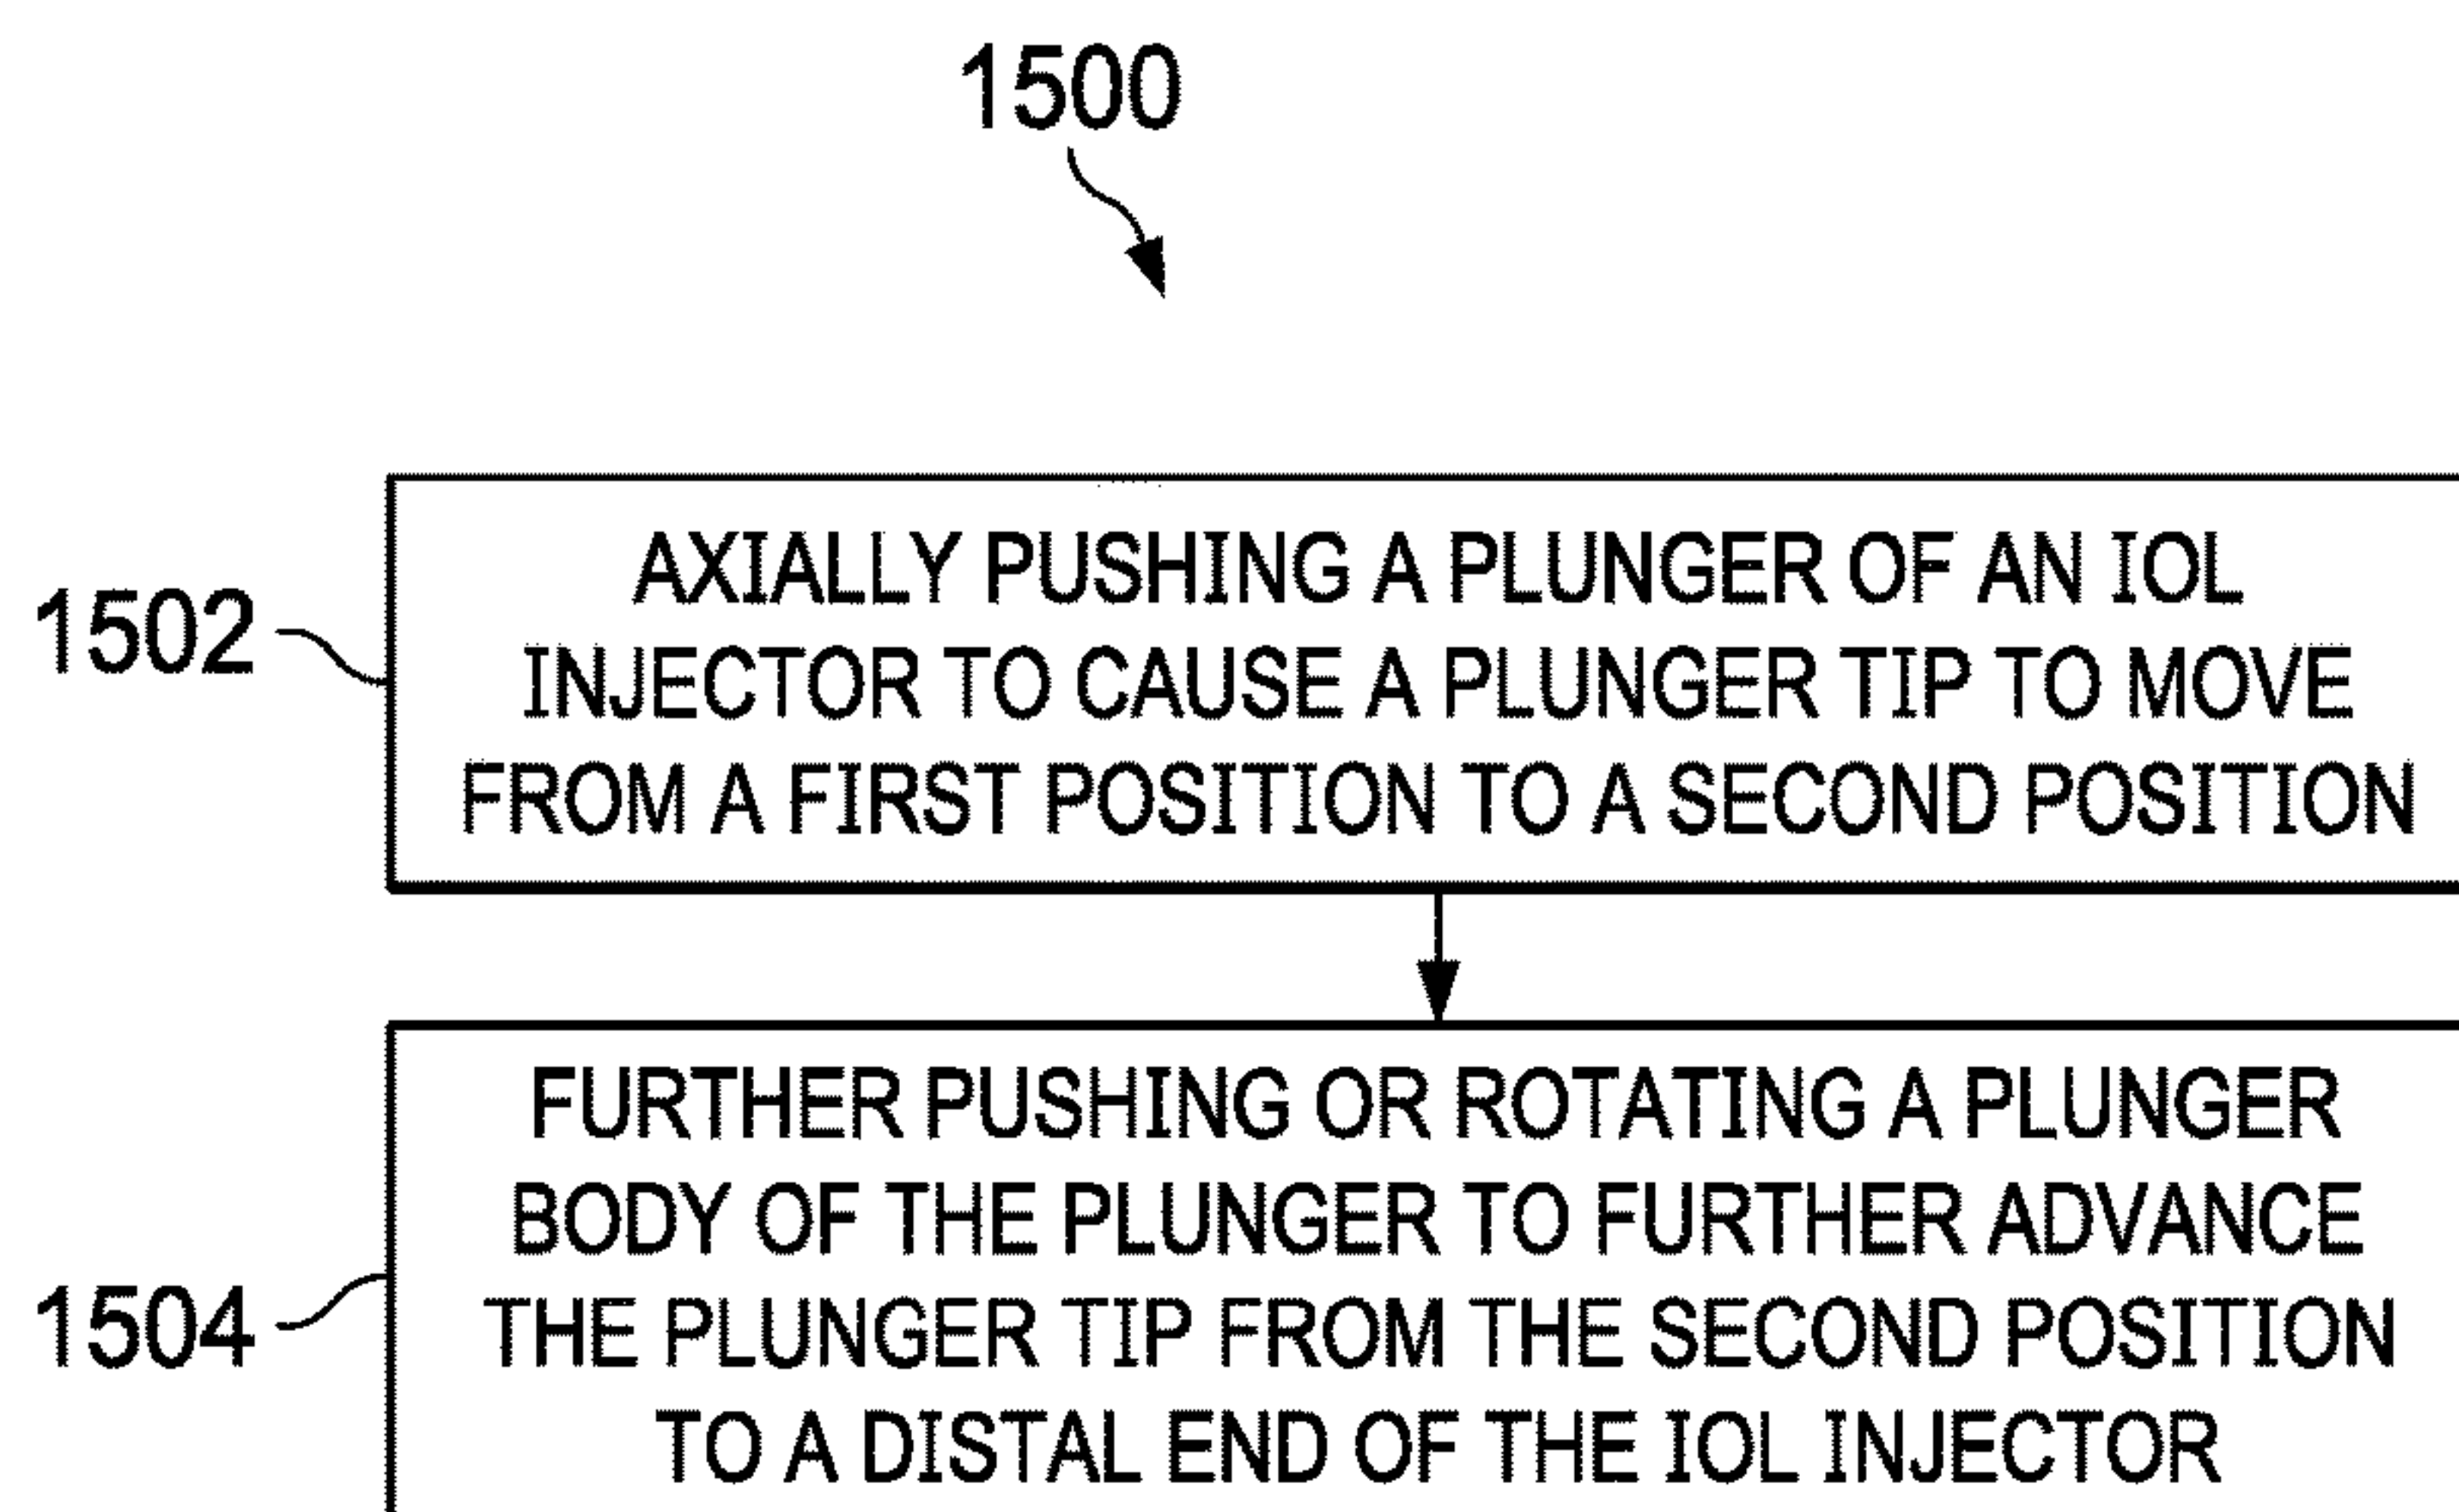 1500
1502
AXIALLY PUSHING A PLUNGER OF AN IOL
INJECTOR TO CAUSE A PLUNGER TIP TO MOVE
FROM A FIRST POSITION TO A SECOND POSITION
1504
FURTHER PUSHING OR ROTATING A PLUNGER
BODY OF THE PLUNGER TO FURTHER ADVANCE
THE PLUNGER TIP FROM THE SECOND POSITION
TO A DISTAL END OF THE IOL INJECTOR